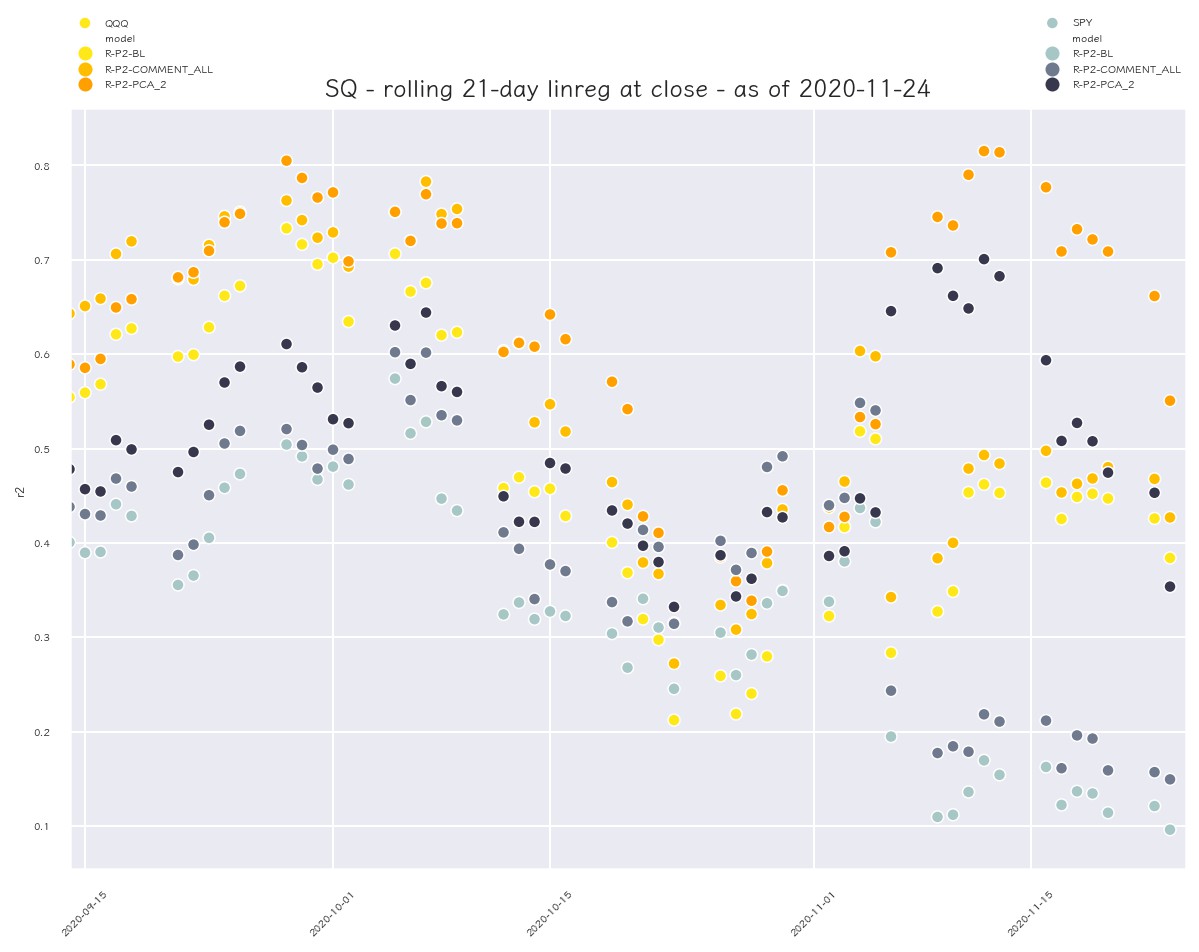 QQQ
model
R-P2-BL
R-P2-COMMENT_ALL
R-P2-PCA_2
SPY
model
R-P2-BL
R-P2-COMMENT_ALL
R-P2-PCA_2
SQ - rolling 21-day linreg at close - as of 2020-11-24
0.8
0.7
0.6
0.5
0.4
0.3
0.2
0.1
r2
2020-09-15
2020-10-01
2020-10-15
2020-11-01
2020-11-15